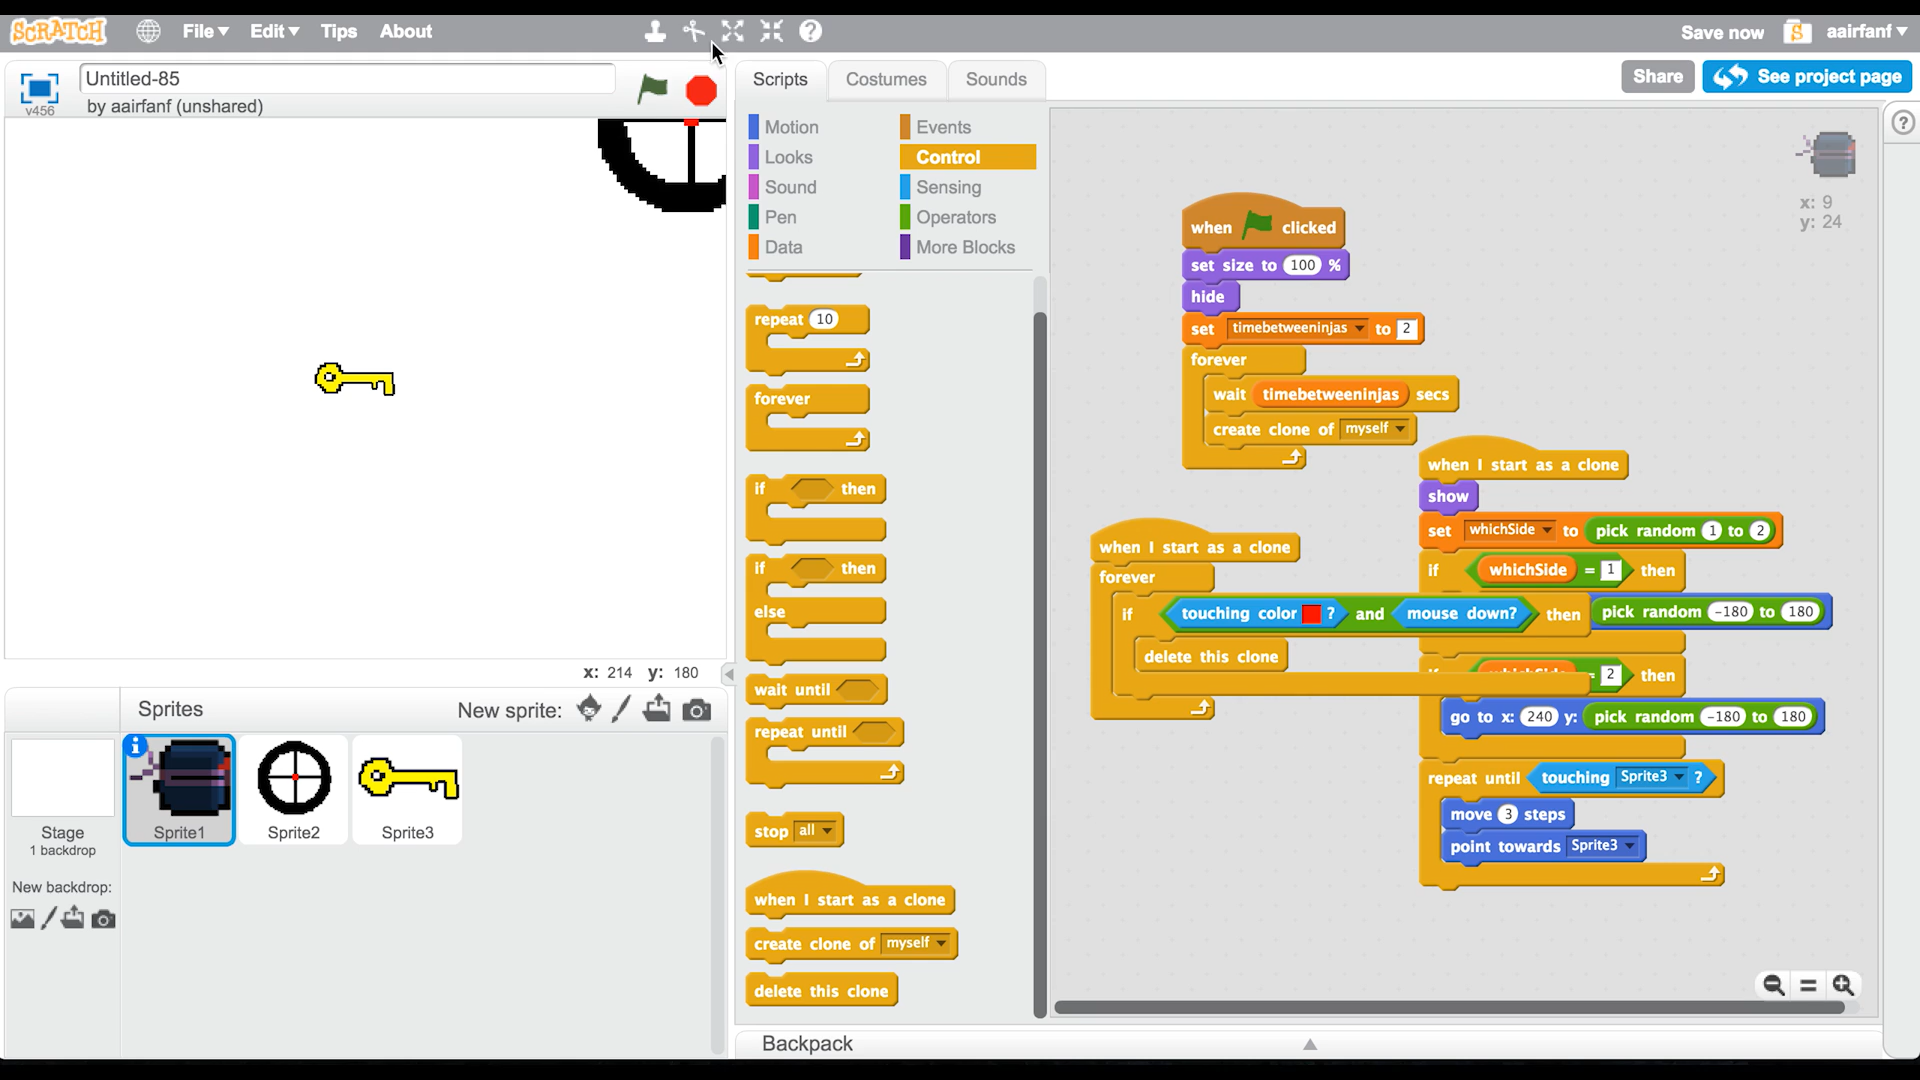 SCRATCH
File
Edit
Tips
About
Save now
aairfanf
v456
Untitled-85
by aairfanf (unshared)
Scripts
Costumes
Sounds
Share
See project page
Motion
Looks
Sound
Pen
Data
Events
Control
Sensing
Operators
More Blocks
repeat 10
forever
if then
if then
else
wait until
repeat until
stop all
when I start as a clone
create clone of myself
delete this clone
x: 9
y: 24
when clicked
set size to 100 %
hide
set timebetweeninjas to 2
forever
wait timebetweeninjas secs
create clone of myself
when I start as a clone
forever
if touching color ? and mouse down? then
delete this clone
when I start as a clone
show
set whichSide to pick random 1 to 2
if whichSide = 1 then
pick random -180 to 180
if whichSide = 2 then
go to x: 240 y: pick random -180 to 180
repeat until touching Sprite3 ?
move 3 steps
point towards Sprite3
x: 214 y: 180
Sprites
New sprite:
Stage
1 backdrop
New backdrop:
Sprite1
Sprite2
Sprite3
Backpack